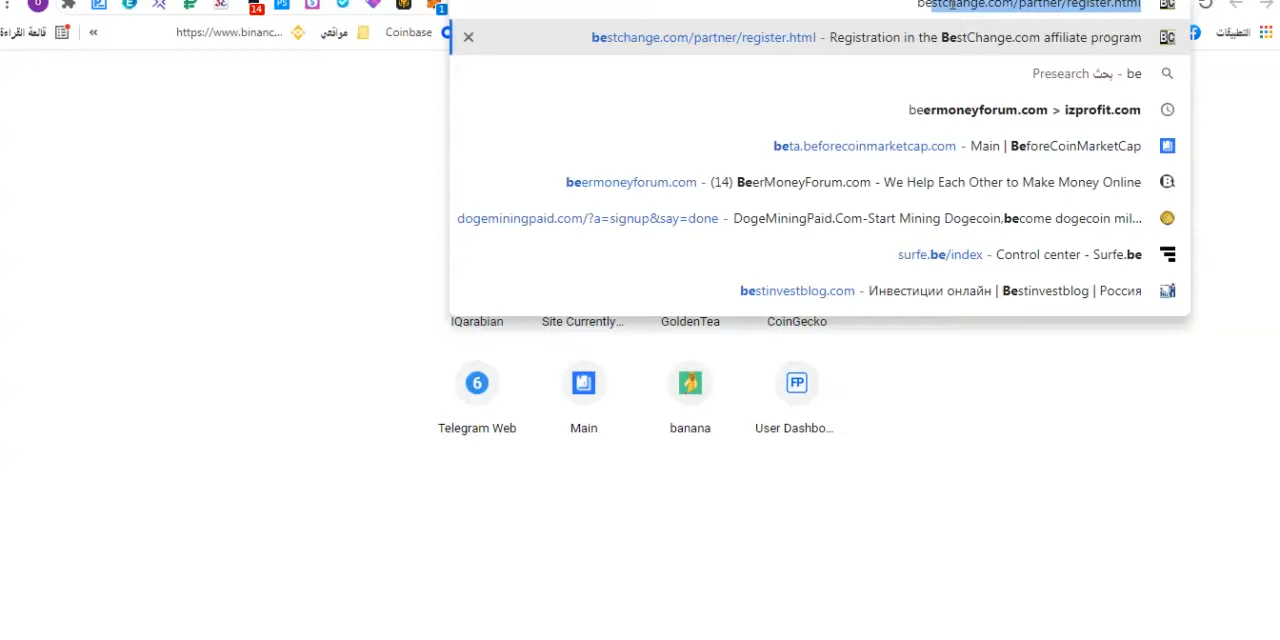 bestchange.com/partner/register.html
14
1
قائمة القراءة
https://www.binanc...
مواقعي
Coinbase
التطبيقات
bestchange.com/partner/register.html - Registration in the BestChange.com affiliate program
be - بحث Presearch
beermoneyforum.com > izprofit.com
beta.beforecoinmarketcap.com - Main | BeforeCoinMarketCap
beermoneyforum.com - (14) BeerMoneyForum.com - We Help Each Other to Make Money Online
dogeminingpaid.com/?a=signup&say=done - DogeMiningPaid.Com-Start Mining Dogecoin,become dogecoin mil...
surfe.be/index - Control center - Surfe.be
bestinvestblog.com - Инвестиции онлайн | Bestinvestblog | Россия
IQarabian
Site Currently...
GoldenTea
CoinGecko
6
FP
Telegram Web
Main
banana
User Dashbo...